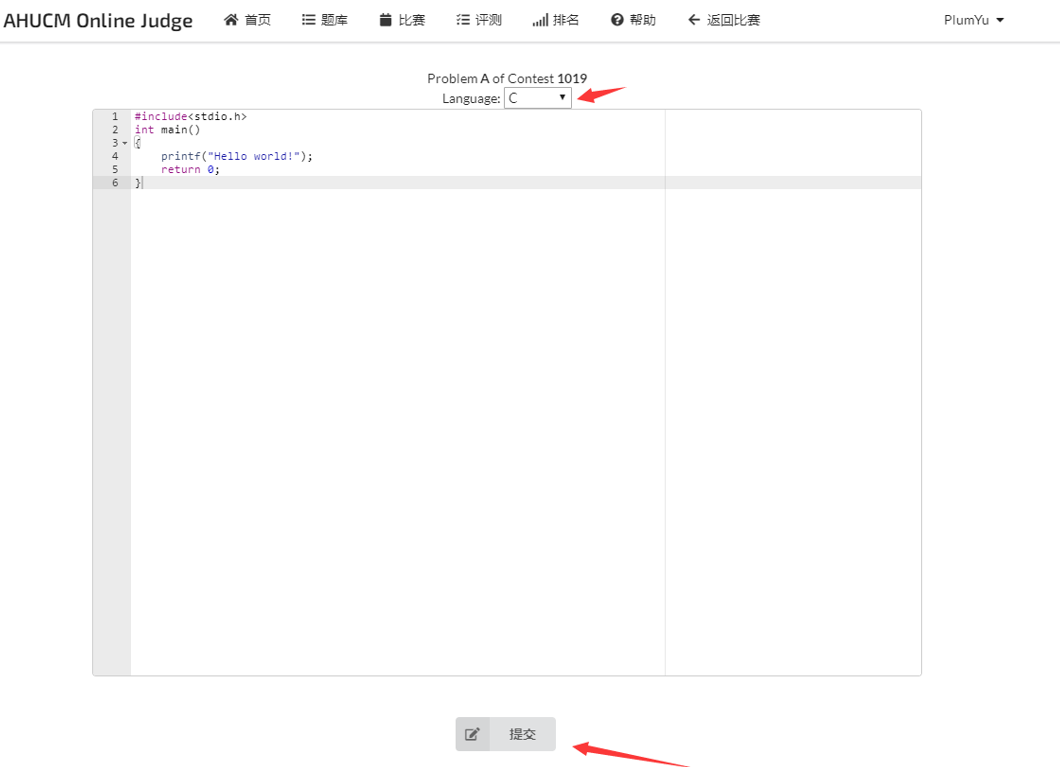 AHUCM Online Judge 首页 题库 比赛 评测 排名 帮助 返回比赛 PlumYu
Problem A of Contest 1019
Language: C
1 #include<stdio.h>
2 int main()
3 {
4 printf("Hello world!");
5 return 0;
6 }
提交